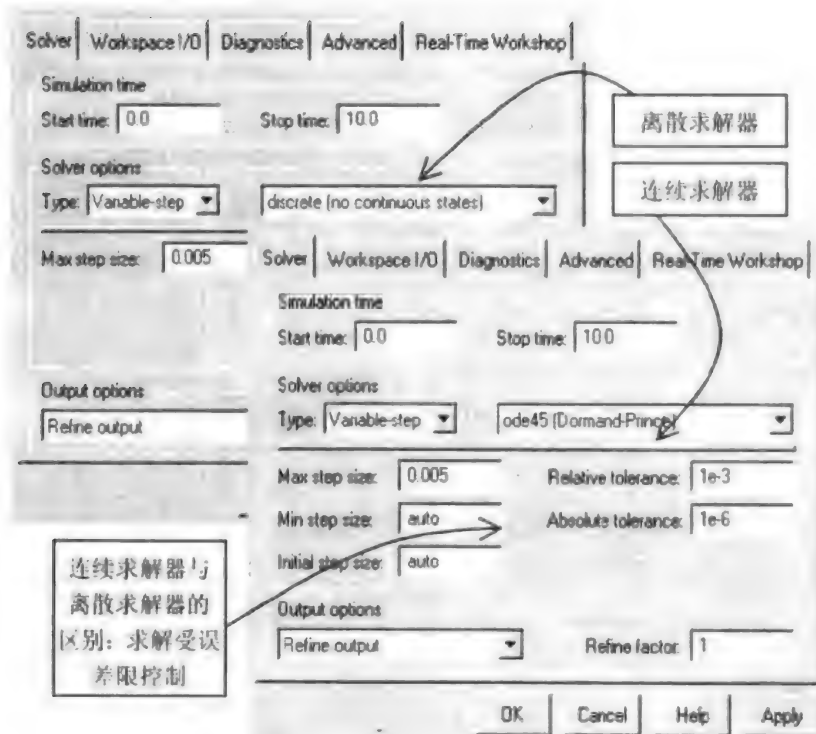 Solver Workspace I/O Diagnostics Advanced Real-Time Workshop
Simulation time
Start time: 0.0 Stop time: 10.0
Solver options
Type: Variable-step discrete (no continuous states)
Max step size: 0.005
Output options
Refine output
离散求解器
连续求解器
Solver Workspace I/O Diagnostics Advanced Real-Time Workshop
Simulation time
Start time: 0.0 Stop time: 10.0
Solver options
Type: Variable-step ode45 (Dormand-Prince)
Max step size: 0.005 Relative tolerance: 1e-3
Min step size: auto Absolute tolerance: 1e-6
Initial step size: auto
Output options
Refine output Refine factor: 1
OK Cancel Help Apply
连续求解器与
离散求解器的
区别：求解受误
差限控制